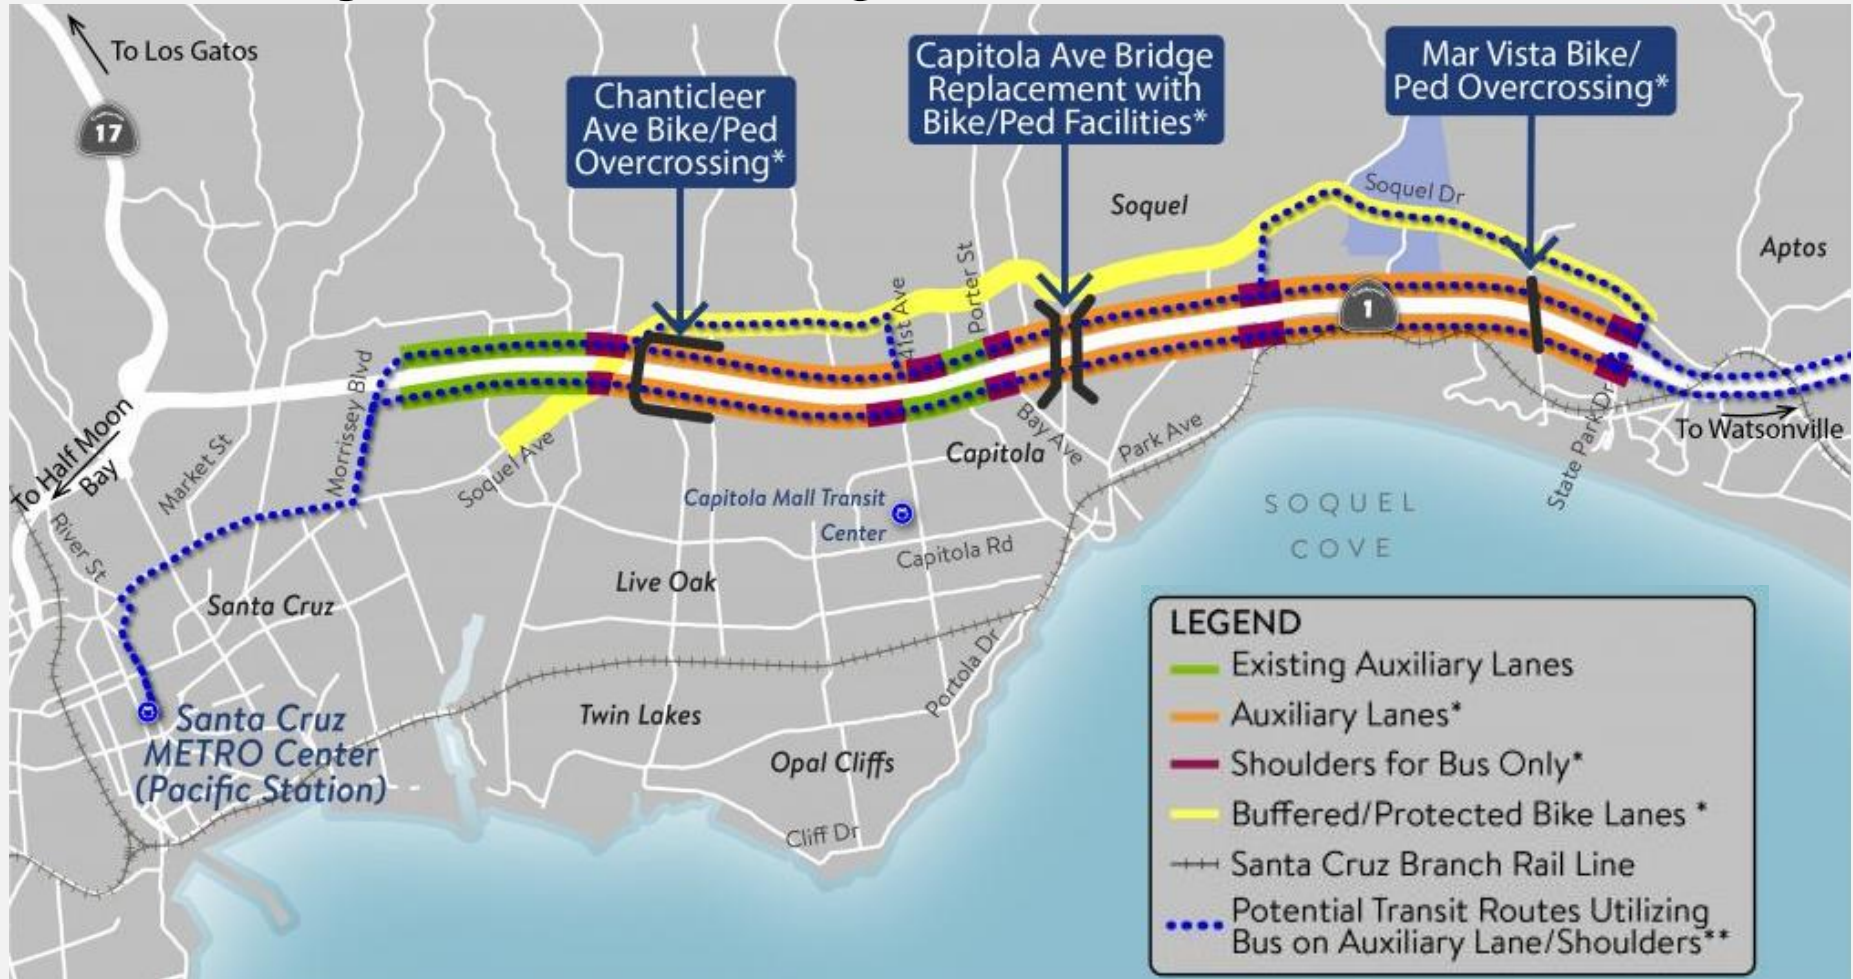 To Los Gatos
17
Chanticleer
Ave Bike/Ped
Overcrossing*
Capitola Ave Bridge
Replacement with
Bike/Ped Facilities*
Mar Vista Bike/
Ped Overcrossing*
Soquel
Soquel Dr
Aptos
Porter St
41st Ave
1
Morrissey Blvd
To Half Moon
Bay
Market St
Soquel Ave
Capitola
Bay Ave
Park Ave
State Park Dr
To Watsonville
Capitola Mall Transit
Center
Capitola Rd
SOQUEL
COVE
River St
Santa Cruz
Live Oak
Santa Cruz
METRO Center
(Pacific Station)
Twin Lakes
Opal Cliffs
Portola Dr
Cliff Dr
LEGEND
Existing Auxiliary Lanes
Auxiliary Lanes*
Shoulders for Bus Only*
Buffered/Protected Bike Lanes *
Santa Cruz Branch Rail Line
Potential Transit Routes Utilizing
Bus on Auxiliary Lane/Shoulders**